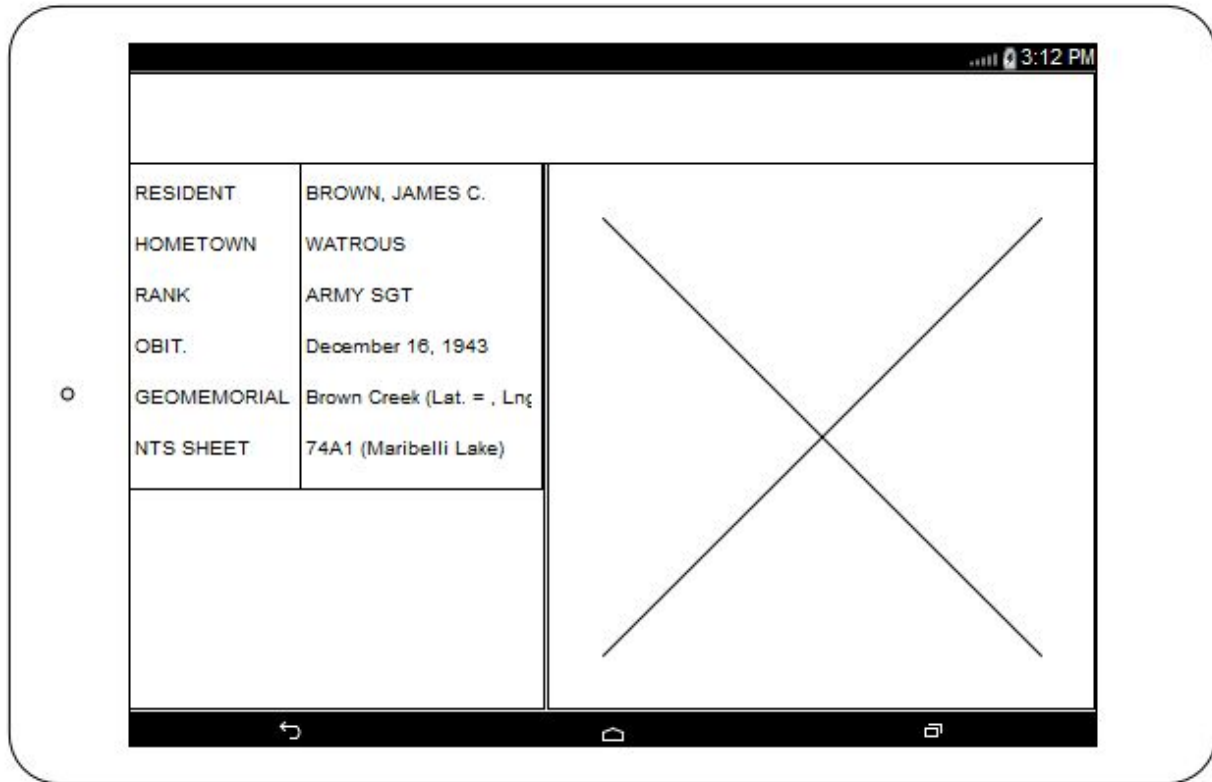 3:12 PM
RESIDENT BROWN, JAMES C.
HOMETOWN WATROUS
RANK ARMY SGT
OBIT. December 16, 1943
GEOMEMORIAL Brown Creek (Lat. = , Lng
NTS SHEET 74A1 (Maribelli Lake)